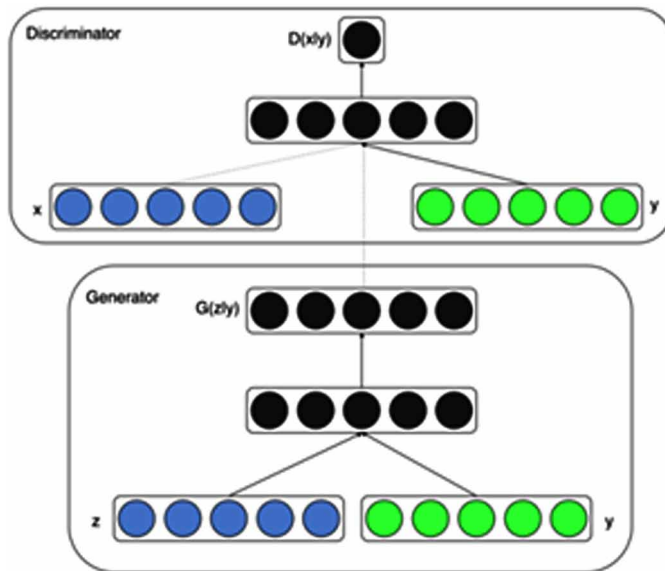 Discriminator
D(x|y)
x
y
Generator
G(z|y)
z
y